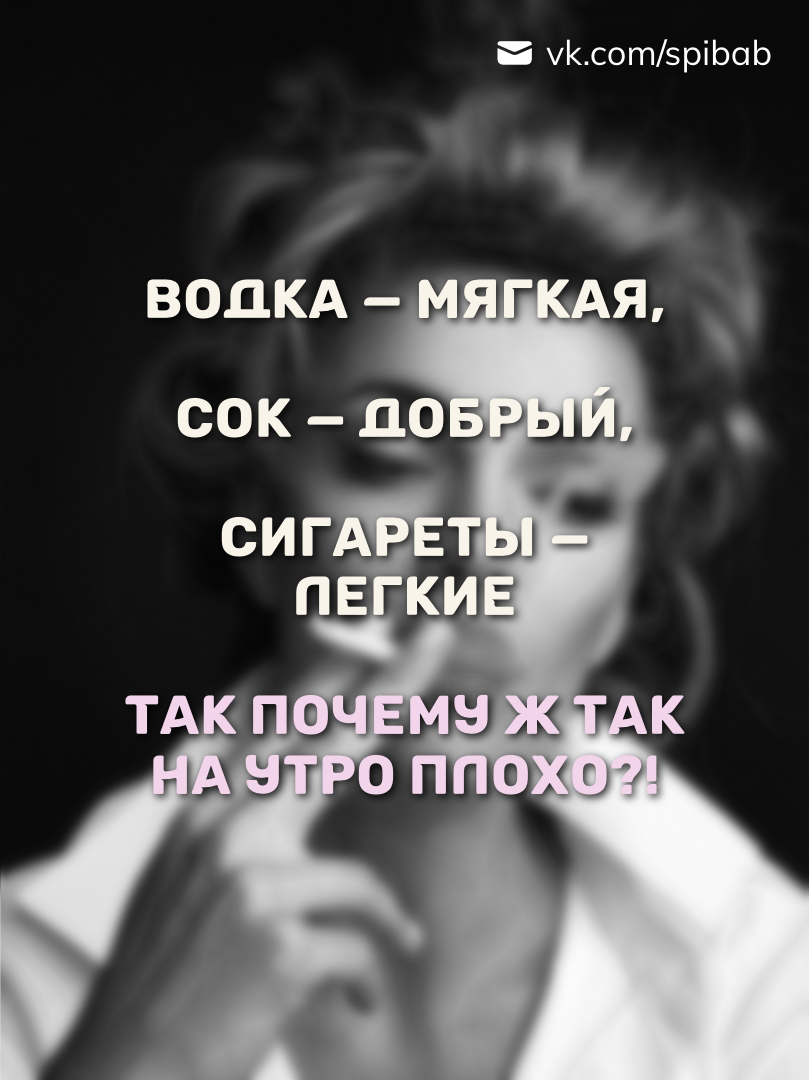 vk.com/spibab
ВОДКА – МЯГКАЯ,
СОК – ДОБРЫЙ,
СИГАРЕТЫ –
ЛЕГКИЕ
ТАК ПОЧЕМУ Ж ТАК
НА УТРО ПЛОХО?!